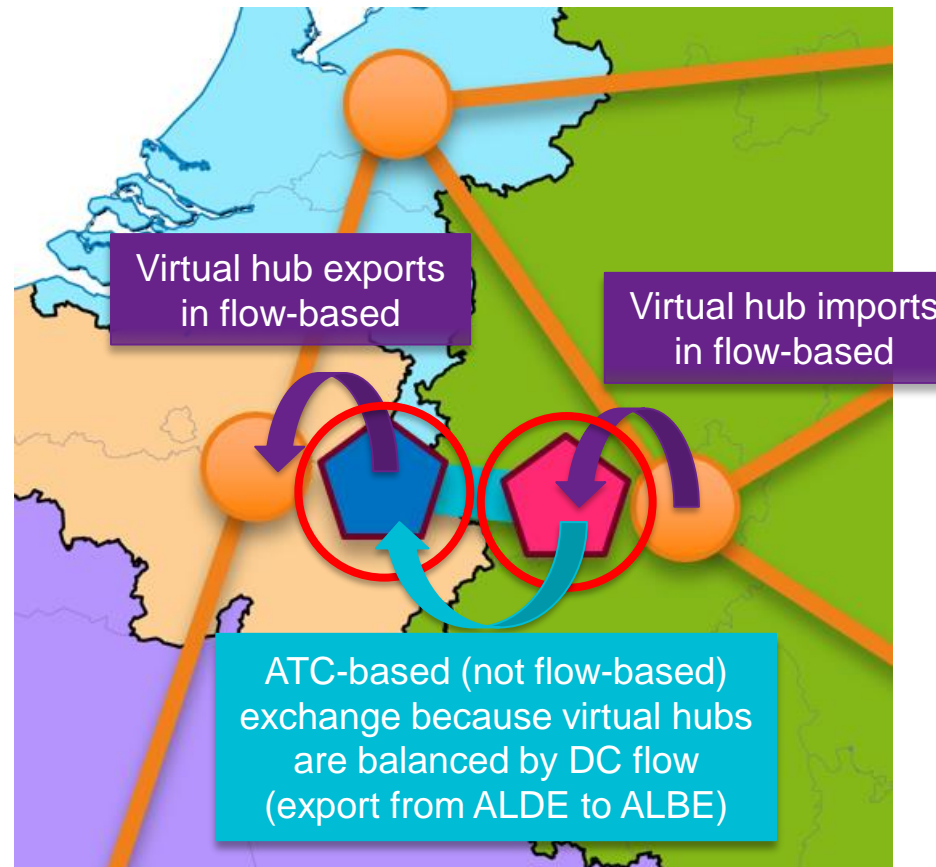 Virtual hub exports
in flow-based
Virtual hub imports
in flow-based
ATC-based (not flow-based)
exchange because virtual hubs
are balanced by DC flow
(export from ALDE to ALBE)